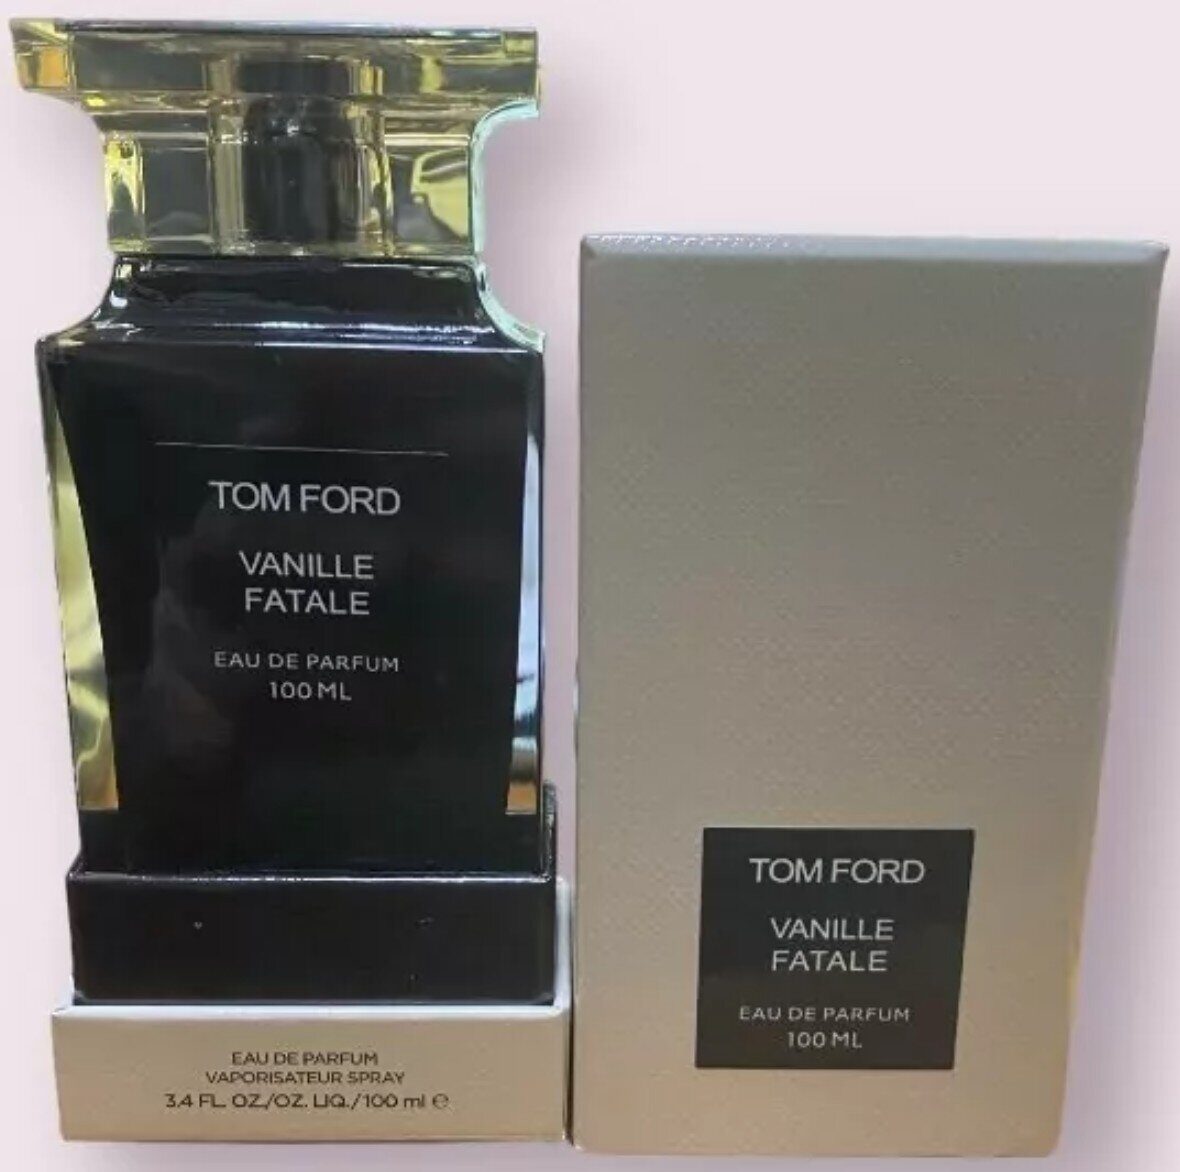 TOM FORD
VANILLE
FATALE
EAU DE PARFUM
100 ML
EAU DE PARFUM
VAPORISATEUR SPRAY
3.4 FL. OZ./OZ. LIQ./100 ml ℮
TOM FORD
VANILLE
FATALE
EAU DE PARFUM
100 ML